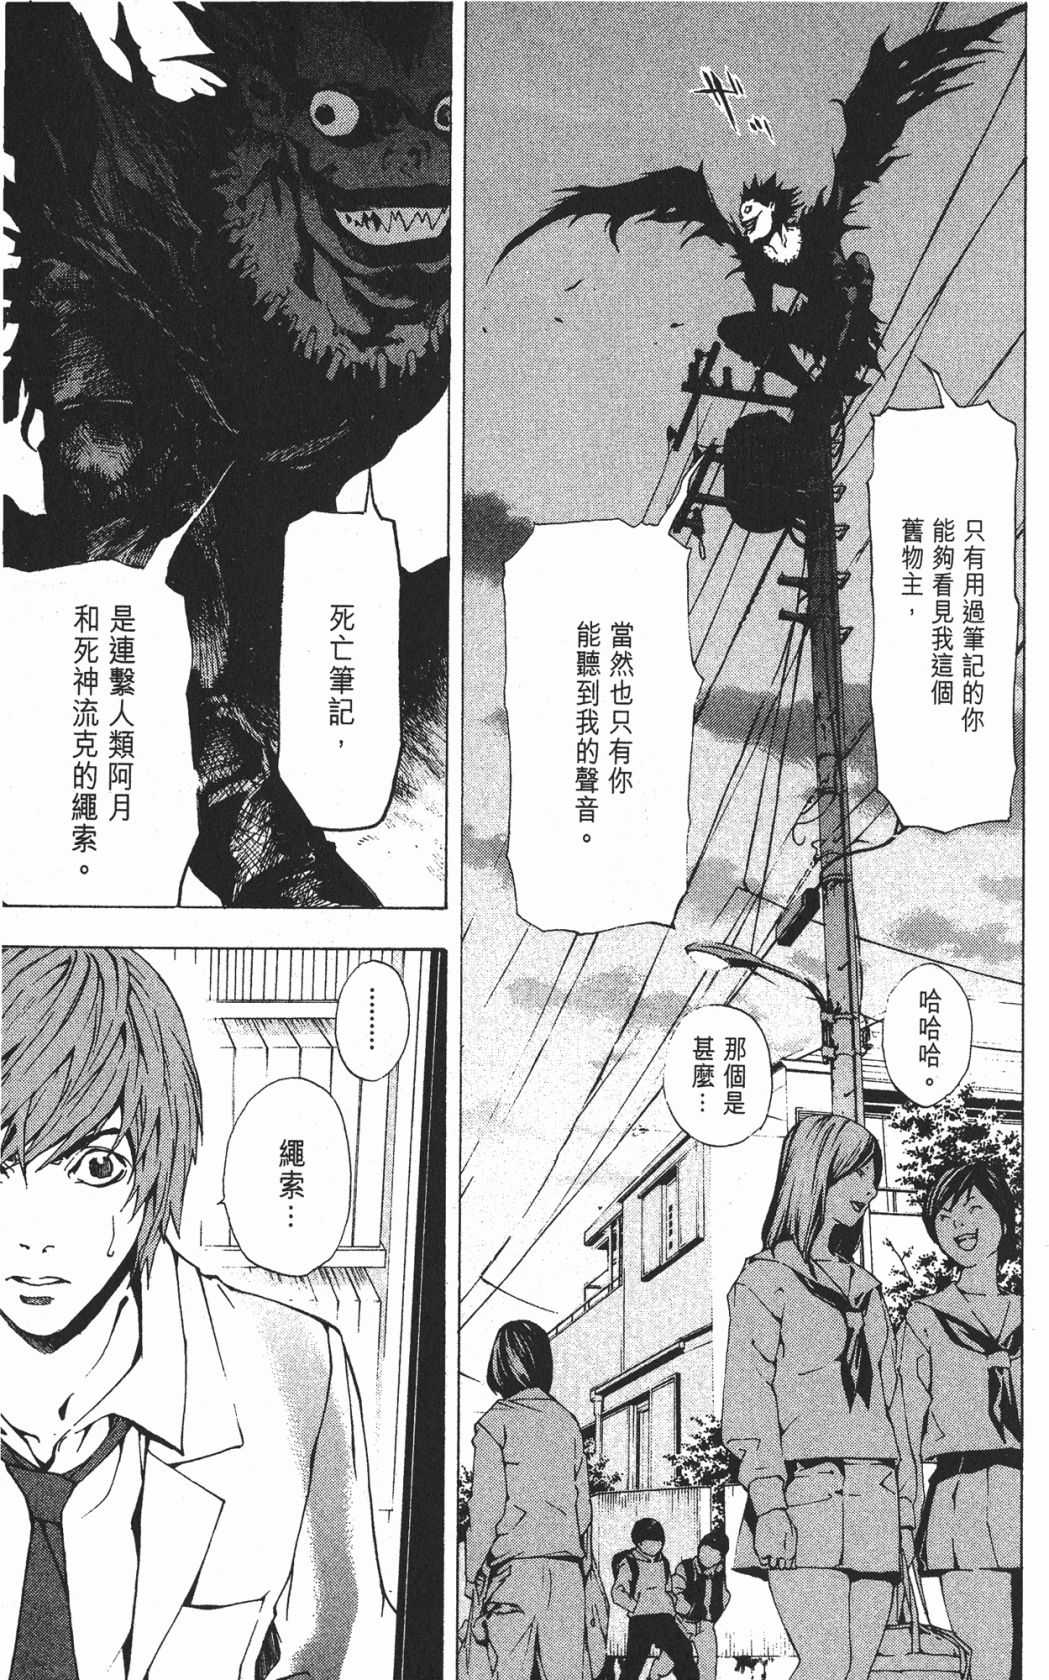 ギッ
只有用過筆記的你
能夠看見我這個
舊物主，
當然也只有你
能聽到我的聲音。
哈哈哈。
那個是
甚麼…
死亡筆記，
是連繫人類阿月
和死神流克的繩索。
………
繩索…